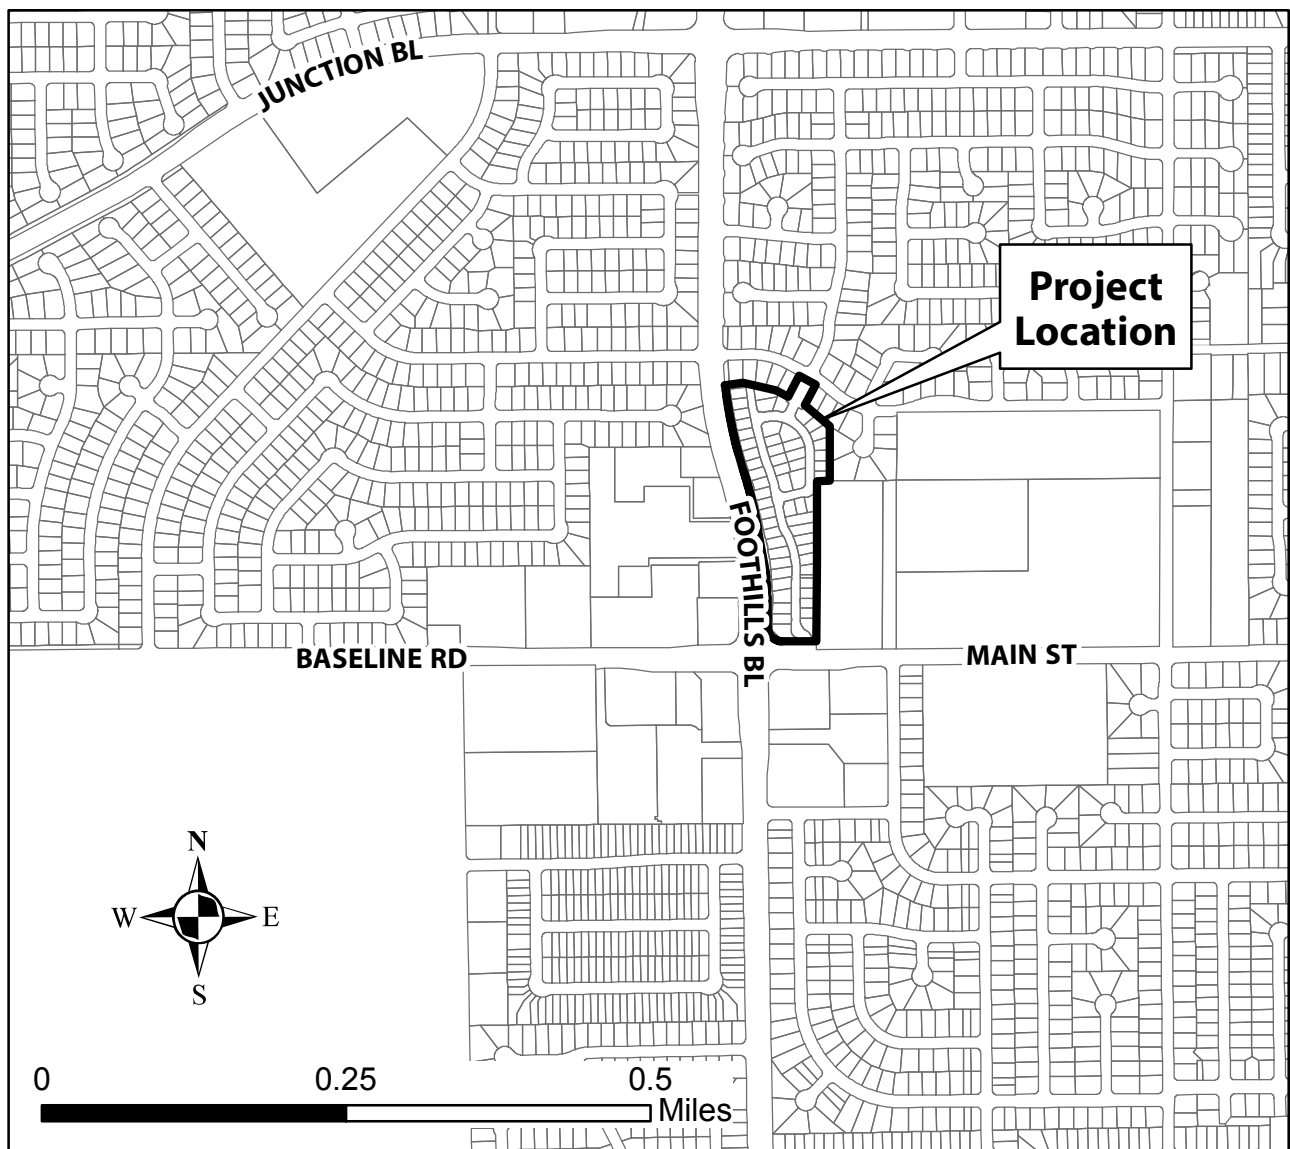 JUNCTION BL
Project
Location
FOOTHILLS BL
BASELINE RD
MAIN ST
N
W
E
S
0
0.25
0.5
Miles